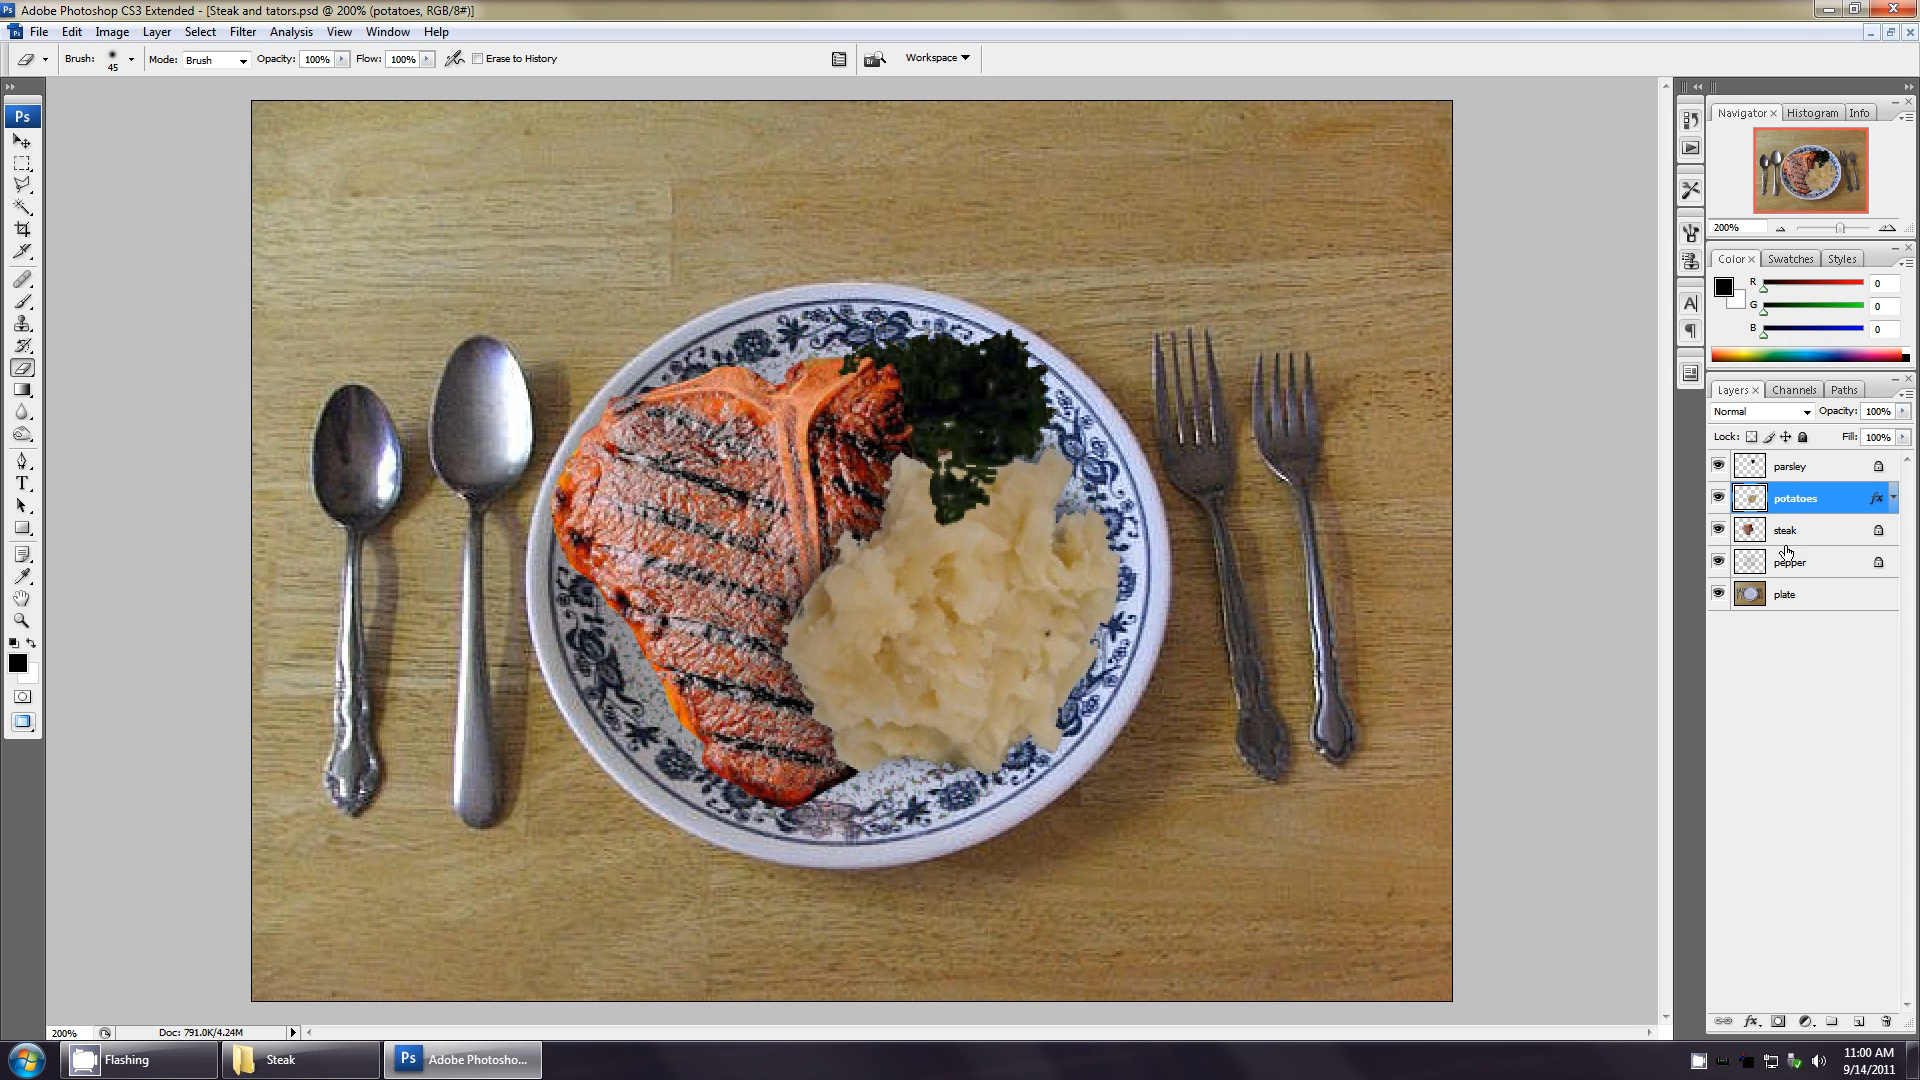 Adobe Photoshop CS3 Extended - [Steak and tators.psd @ 200% (potatoes, RGB/8#)]
File Edit Image Layer Select Filter Analysis View Window Help
Brush: 45 Mode: Brush Opacity: 100% Flow: 100% Erase to History Workspace
Ps
Navigator Histogram Info
200%
Color Swatches Styles
R 0
G 0
B 0
Layers Channels Paths
Normal Opacity: 100%
Lock: Fill: 100%
parsley
potatoes fx
steak
pepper
plate
200% Doc: 791.0K/4.24M
Flashing Steak Ps Adobe Photosho...
11:00 AM
9/14/2011